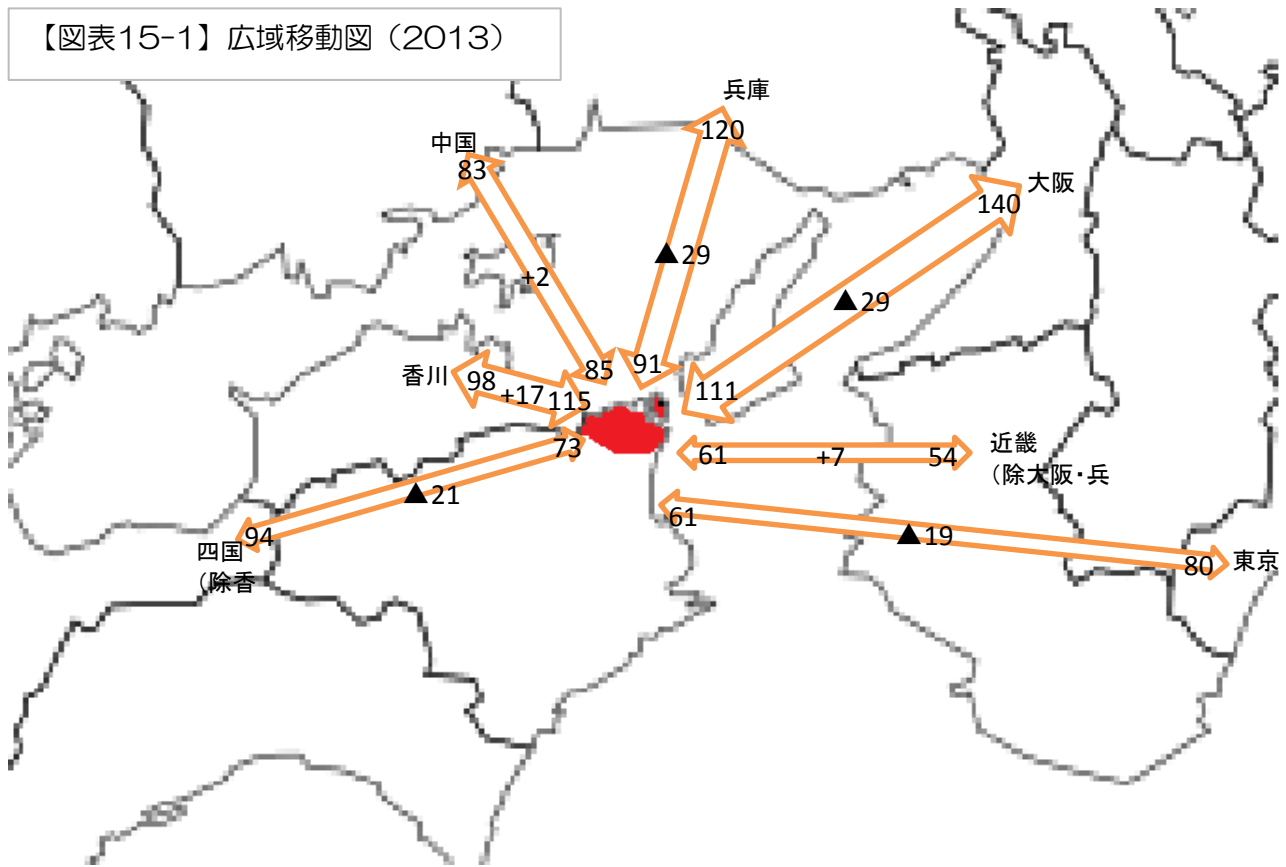 【図表15-1】広域移動図（2013）
兵庫
120
中国
83
大阪
140
▲29
+2
▲29
香川
98
+17
115
85
91
111
73
61
+7
54
近畿
（除大阪・兵
▲21
94
四国
（除香
61
▲19
80
東京